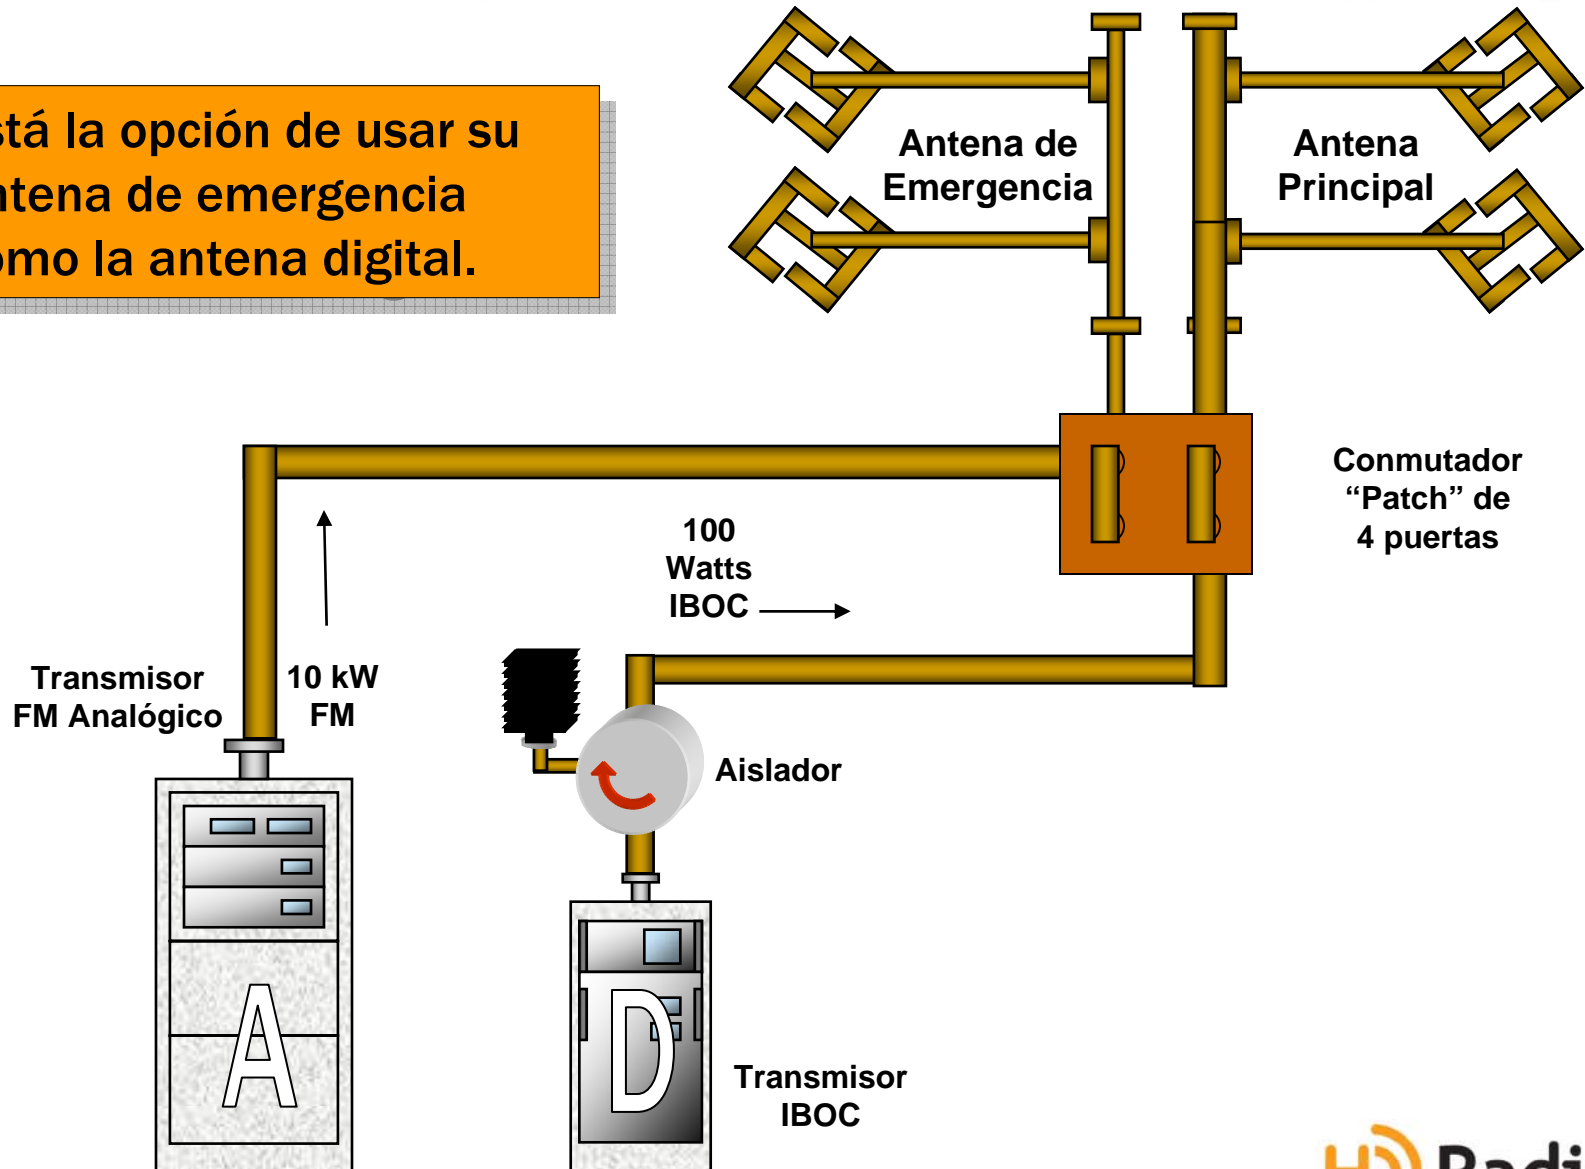 stá la opción de usar su
ntena de emergencia
omo la antena digital.
Antena de
Emergencia
Antena
Principal
Conmutador
“Patch” de
4 puertas
100
Watts
IBOC
Transmisor
FM Analógico
10 kW
FM
Aislador
A
D
Transmisor
IBOC
HD Radi